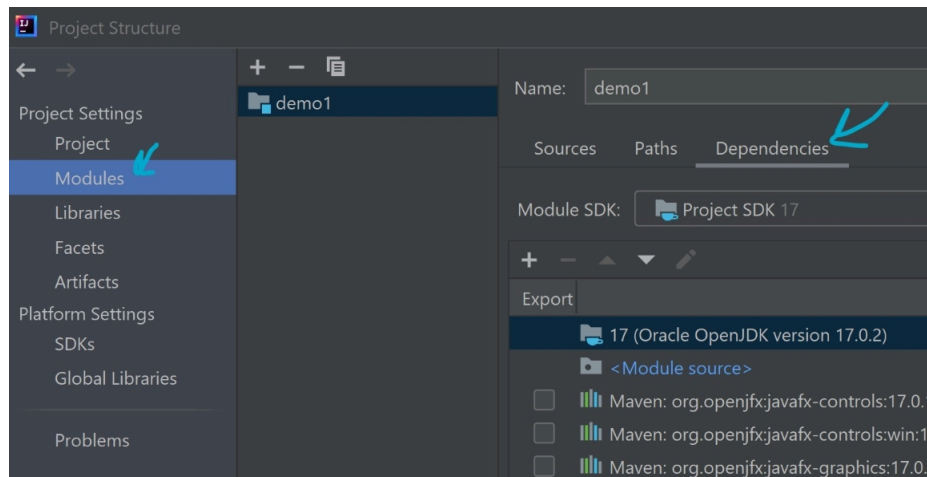 Project Structure
Project Settings
Project
Modules
Libraries
Facets
Artifacts
Platform Settings
SDKs
Global Libraries
Problems
demo1
Name: demo1
Sources Paths Dependencies
Module SDK: Project SDK 17
Export
17 (Oracle OpenJDK version 17.0.2)
<Module source>
Maven: org.openjfx:javafx-controls:17.0.
Maven: org.openjfx:javafx-controls:win:1
Maven: org.openjfx:javafx-graphics:17.0.